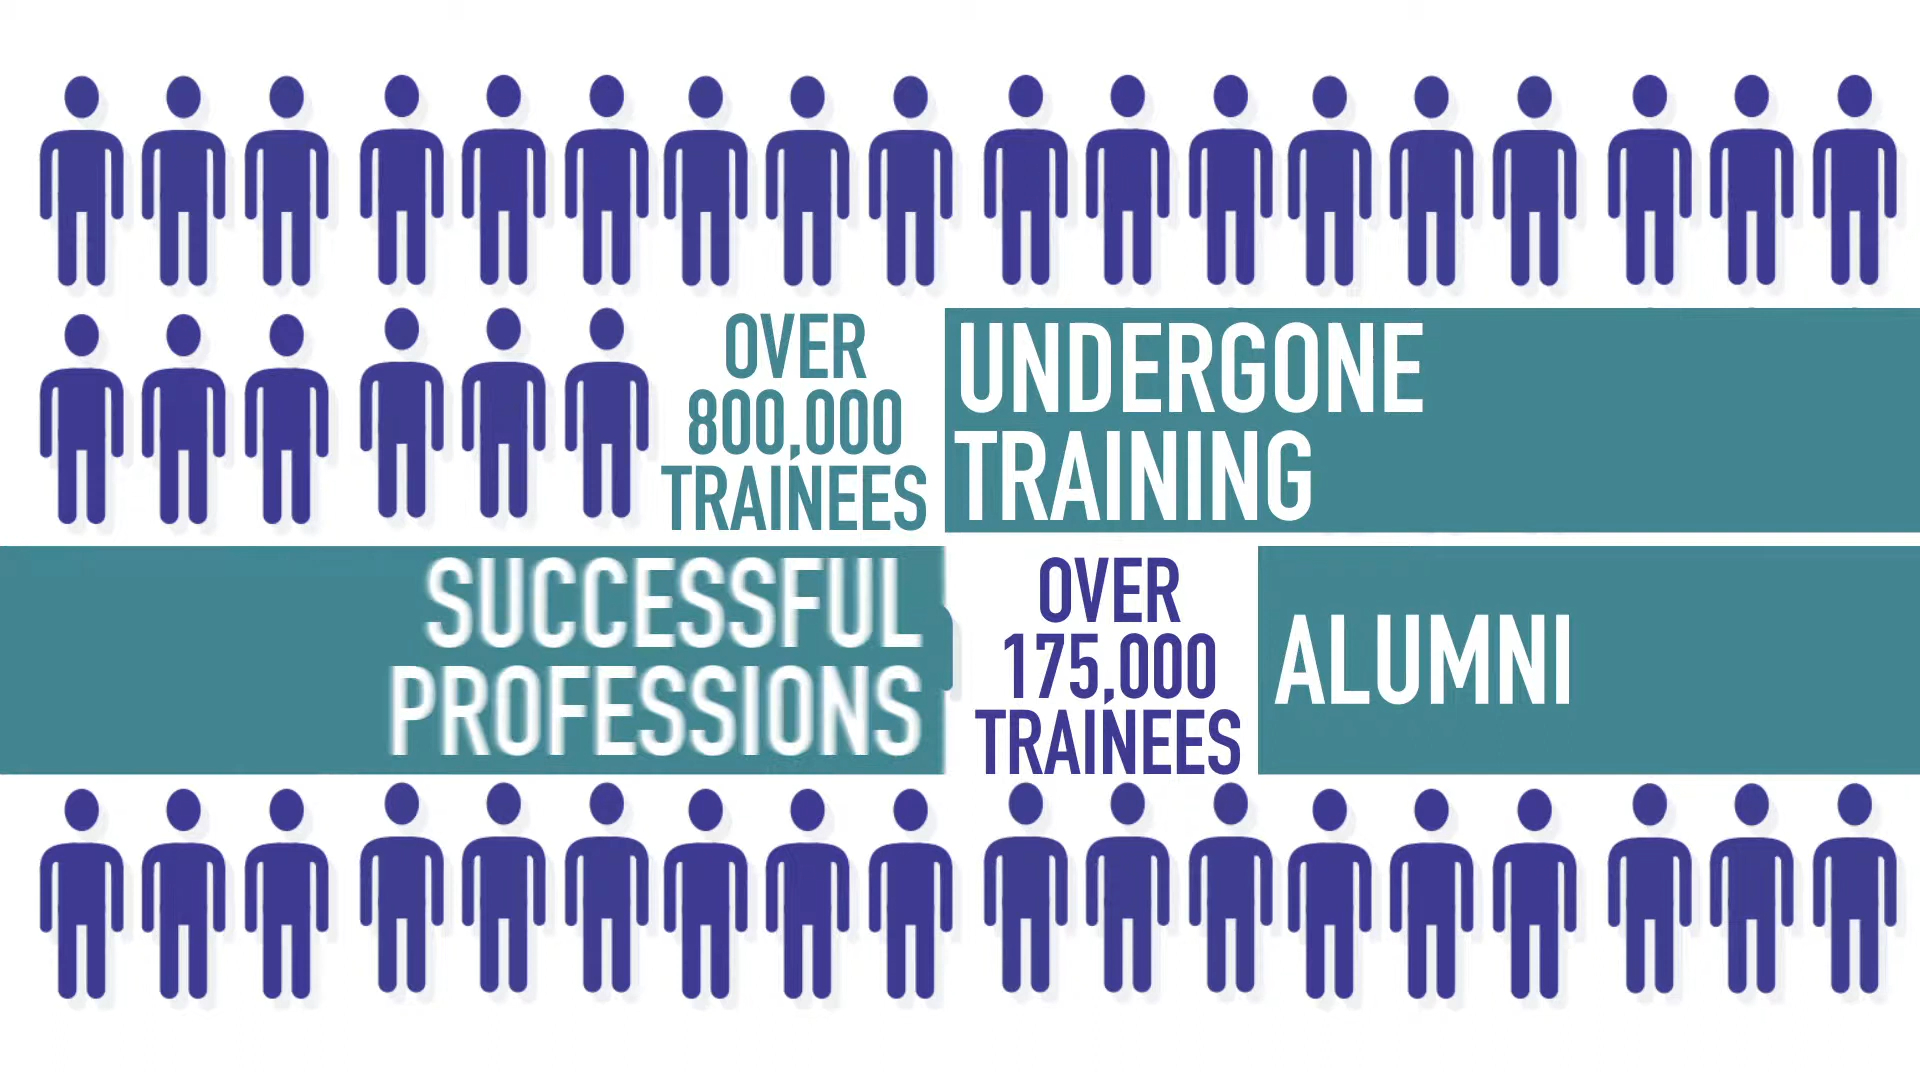 OVER
800,000
TRAINEES
UNDERGONE
TRAINING
SUCCESSFUL
PROFESSIONS
OVER
175,000
TRAINEES
ALUMNI